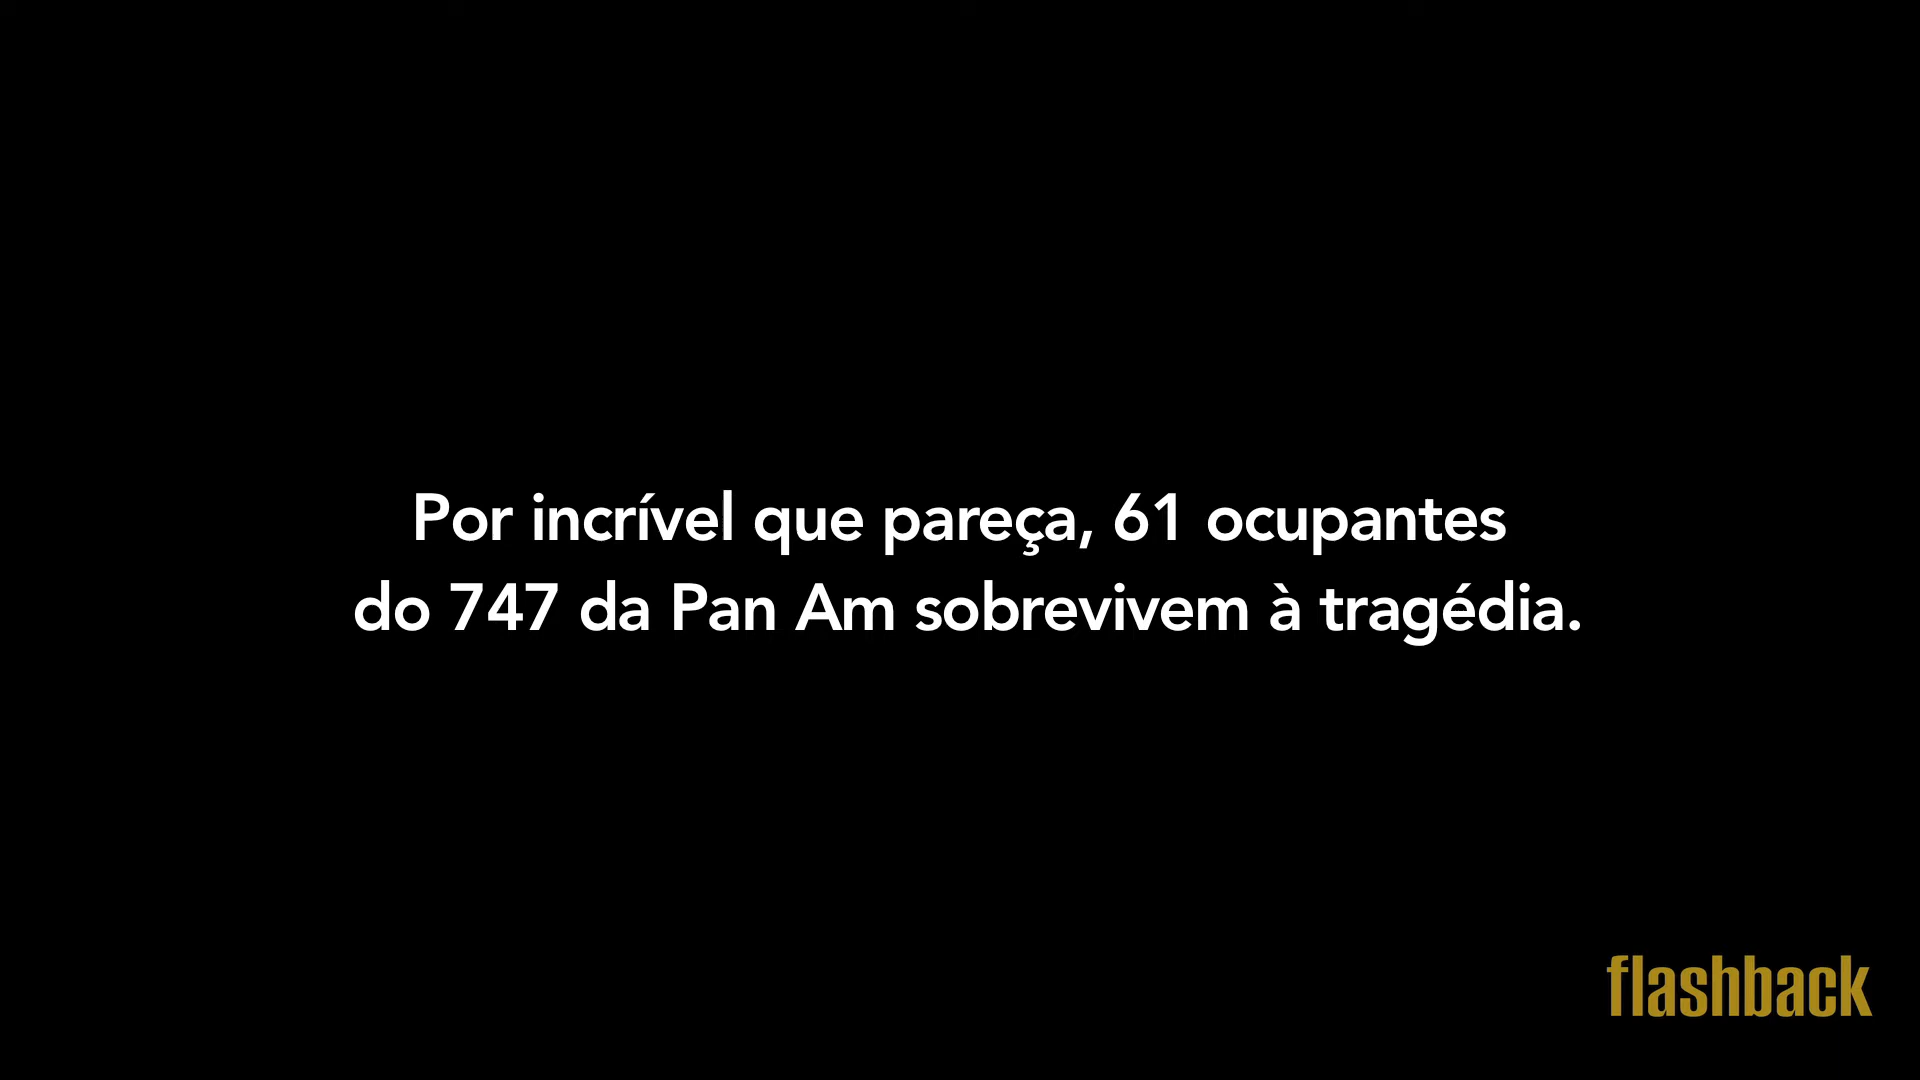 Por incrível que pareça, 61 ocupantes
do 747 da Pan Am sobrevivem à tragédia.
flashback